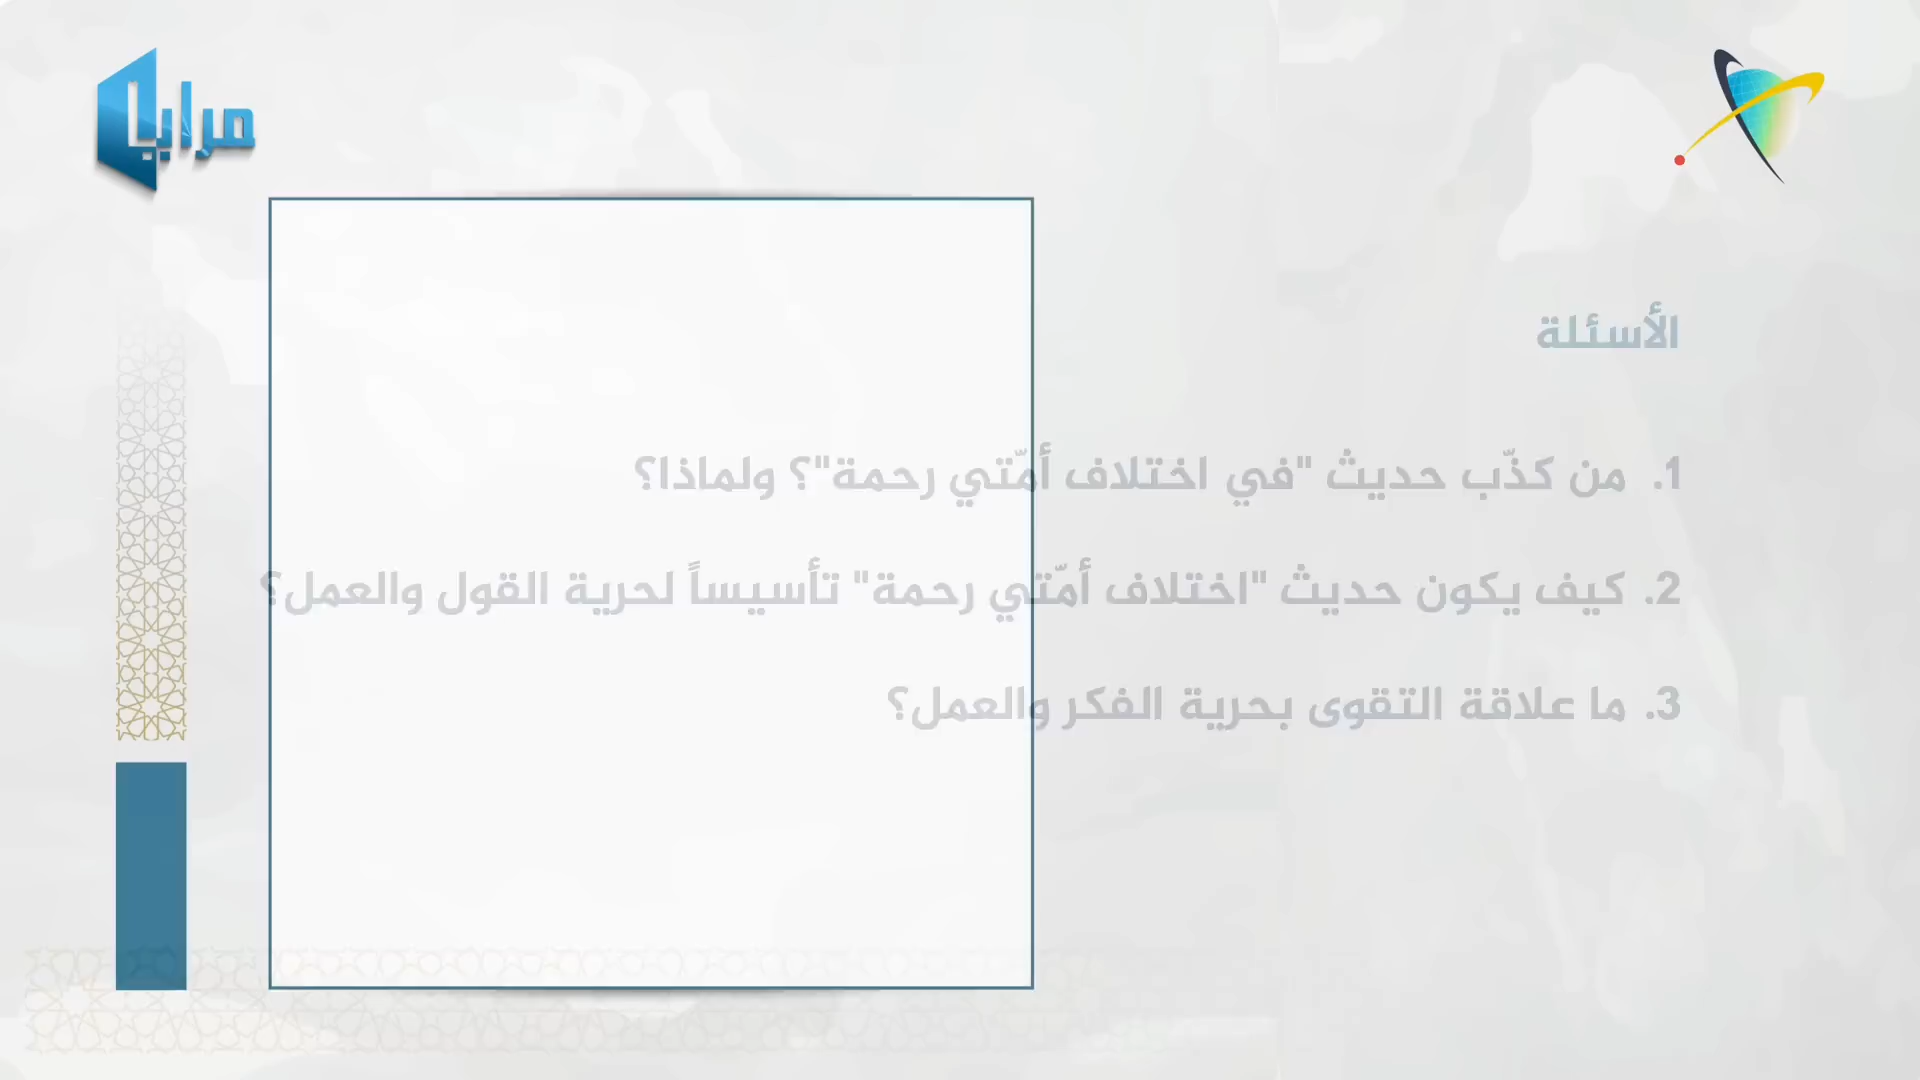 مرايا
الأسئلة
1. من كذّب حديث "في اختلاف أمّتي رحمة"؟ ولماذا؟
2. كيف يكون حديث "اختلاف أمّتي رحمة" تأسيساً لحرية القول والعمل؟
3. ما علاقة التقوى بحرية الفكر والعمل؟